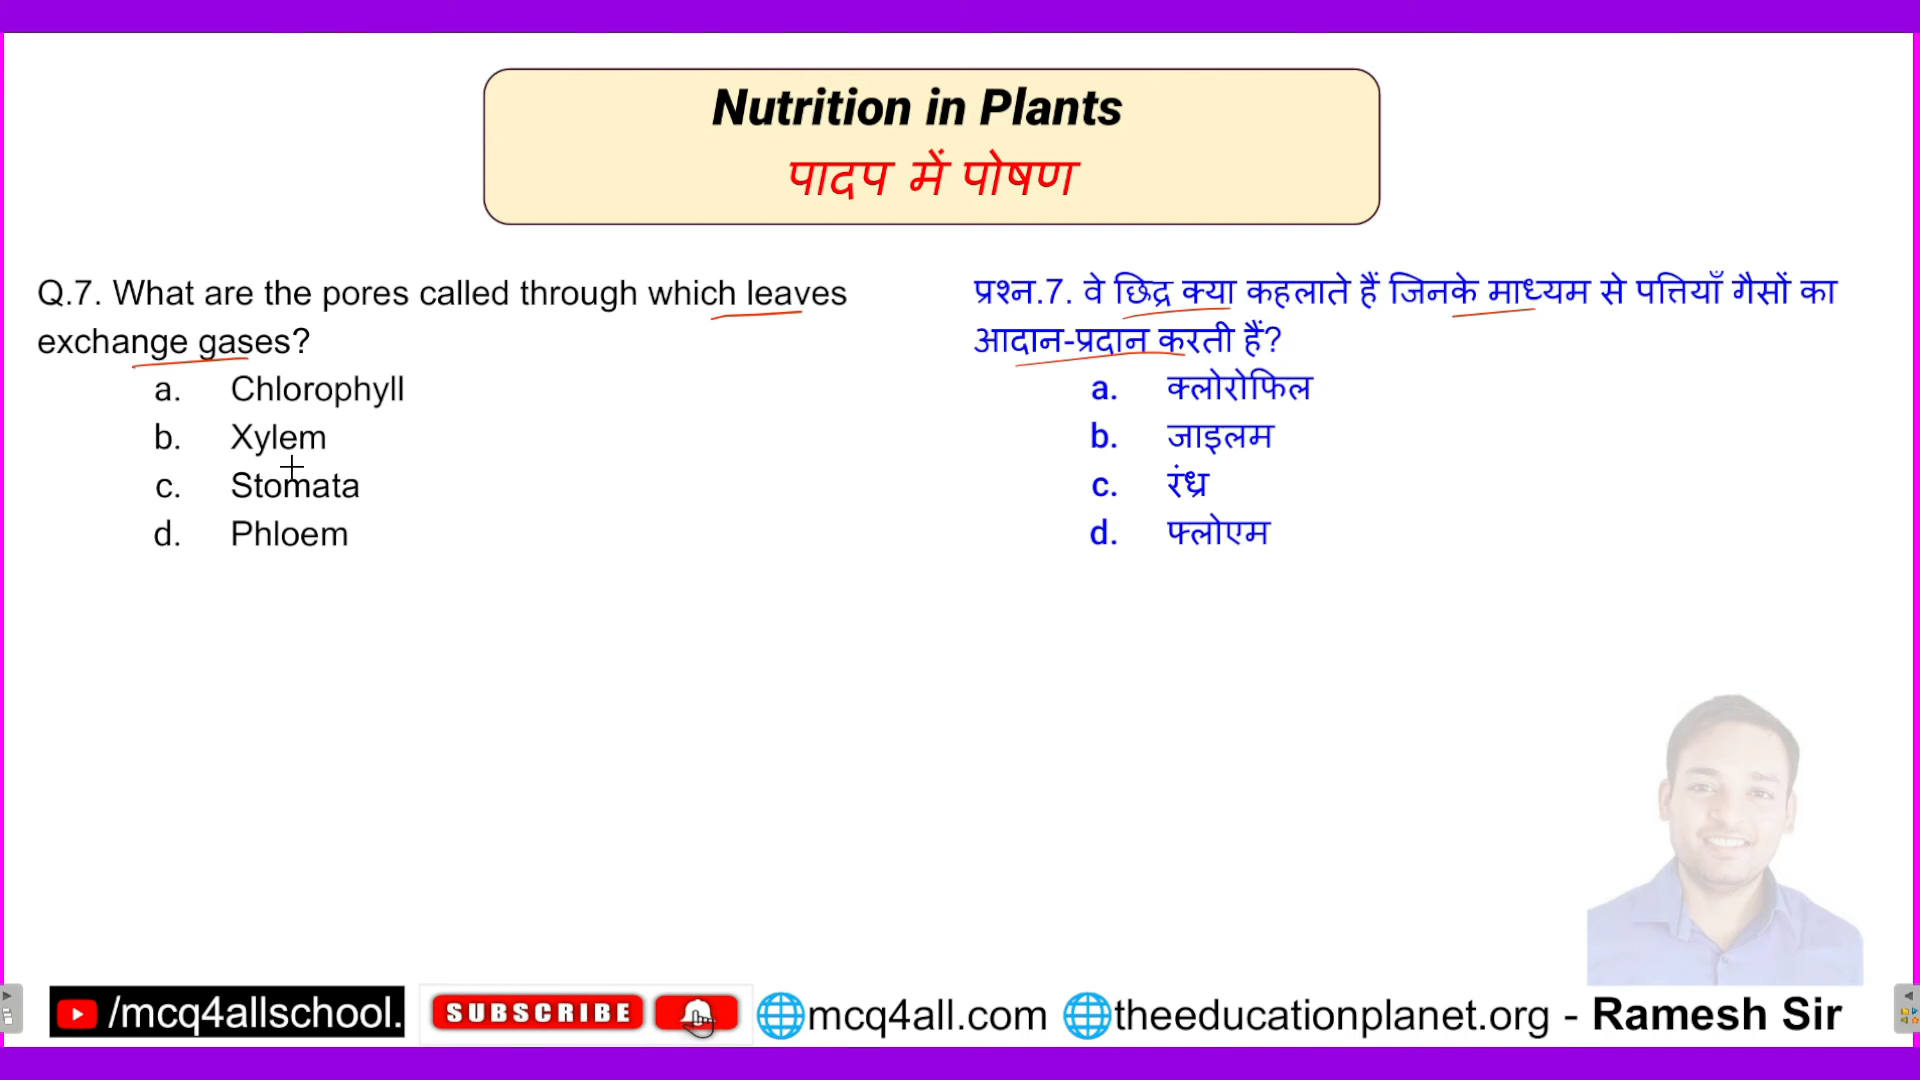 Nutrition in Plants
पादप में पोषण
Q.7. What are the pores called through which leaves
exchange gases?
a. Chlorophyll
b. Xylem
c. Stomata
d. Phloem
प्रश्न.7. वे छिद्र क्या कहलाते हैं जिनके माध्यम से पत्तियाँ गैसों का
आदान-प्रदान करती हैं?
a. क्लोरोफिल
b. जाइलम
c. रंध्र
d. फ्लोएम
/mcq4allschool. SUBSCRIBE mcq4all.com theeducationplanet.org - Ramesh Sir